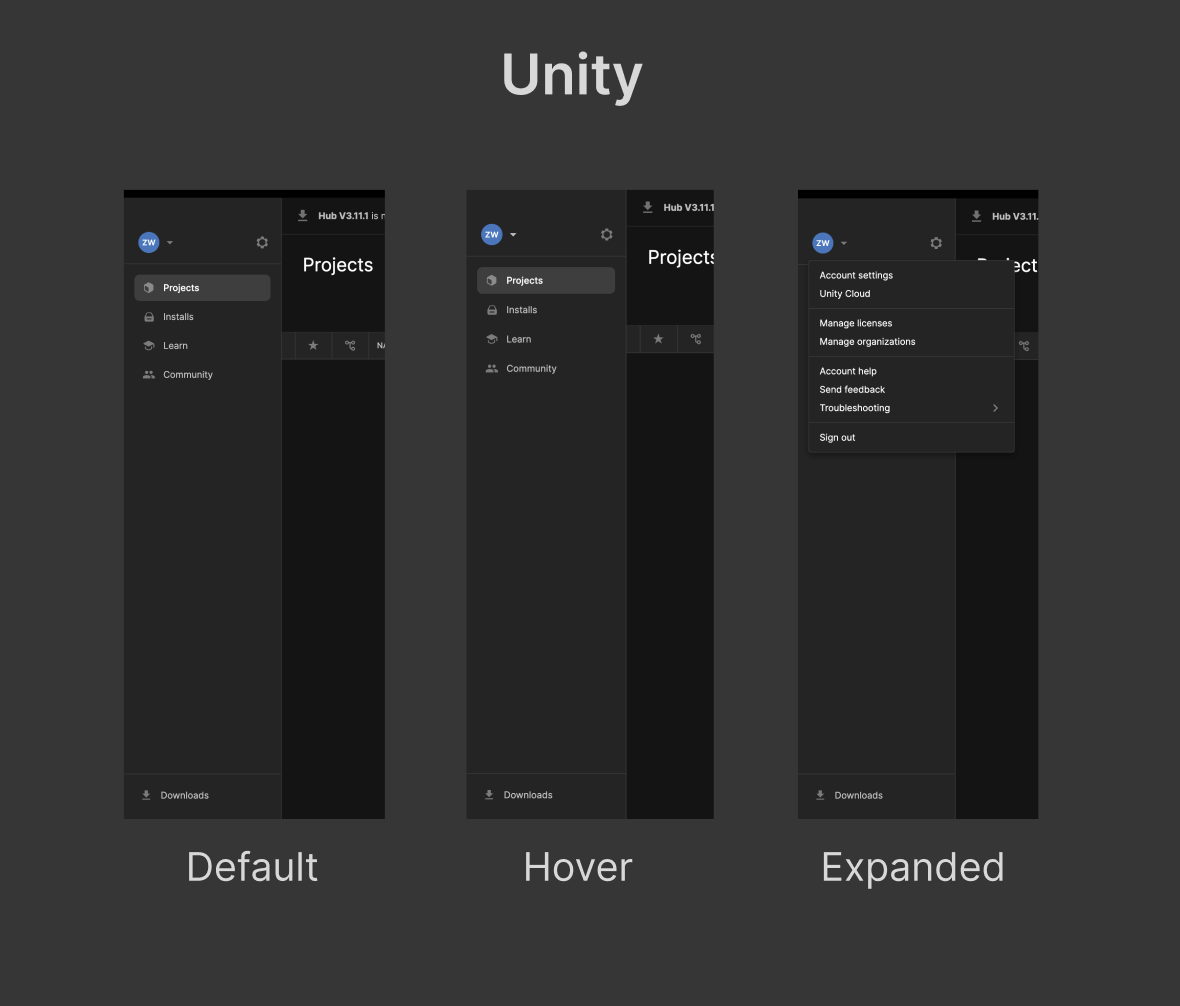 Unity
ZW
Hub V3.11.1 is n
Projects
Projects
Installs
Learn
Community
NA
Downloads
Default
ZW
Hub V3.11.1
Projects
Projects
Installs
Learn
Community
Downloads
Hover
ZW
Hub V3.11.
Account settings
Unity Cloud
Manage licenses
Manage organizations
Account help
Send feedback
Troubleshooting
Sign out
Downloads
Expanded